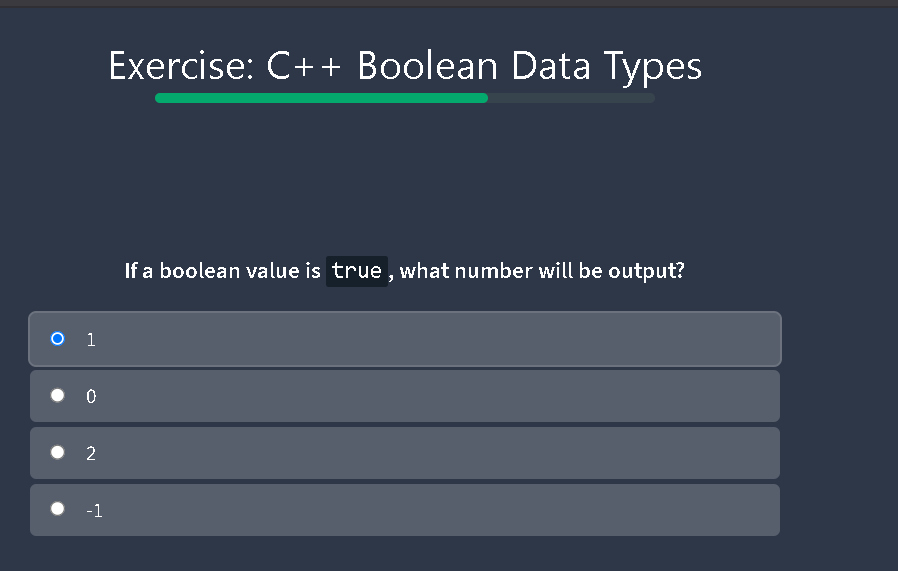 Exercise: C++ Boolean Data Types
If a boolean value is true, what number will be output?
1
0
2
-1